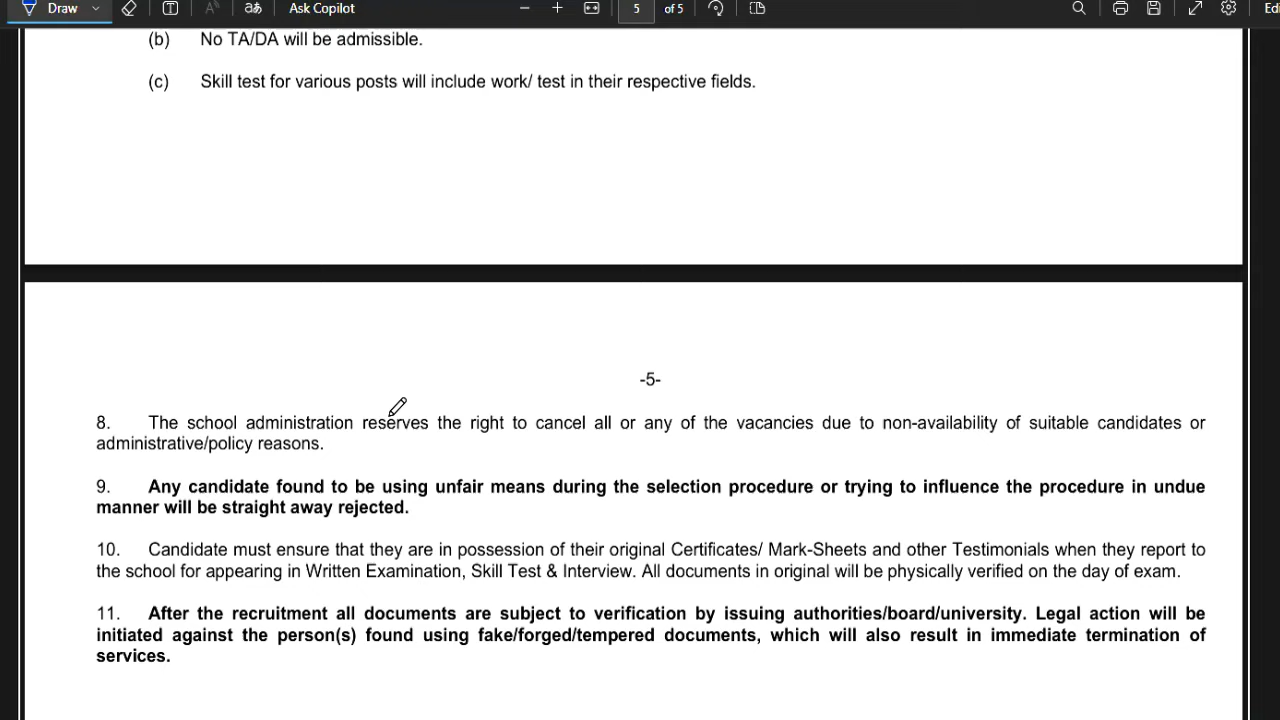 Draw Ask Copilot 5 of 5 Ed
(b) No TA/DA will be admissible.
(c) Skill test for various posts will include work/ test in their respective fields.
-5-
8. The school administration reserves the right to cancel all or any of the vacancies due to non-availability of suitable candidates or
administrative/policy reasons.
9. Any candidate found to be using unfair means during the selection procedure or trying to influence the procedure in undue
manner will be straight away rejected.
10. Candidate must ensure that they are in possession of their original Certificates/ Mark-Sheets and other Testimonials when they report to
the school for appearing in Written Examination, Skill Test & Interview. All documents in original will be physically verified on the day of exam.
11. After the recruitment all documents are subject to verification by issuing authorities/board/university. Legal action will be
initiated against the person(s) found using fake/forged/tempered documents, which will also result in immediate termination of
services.